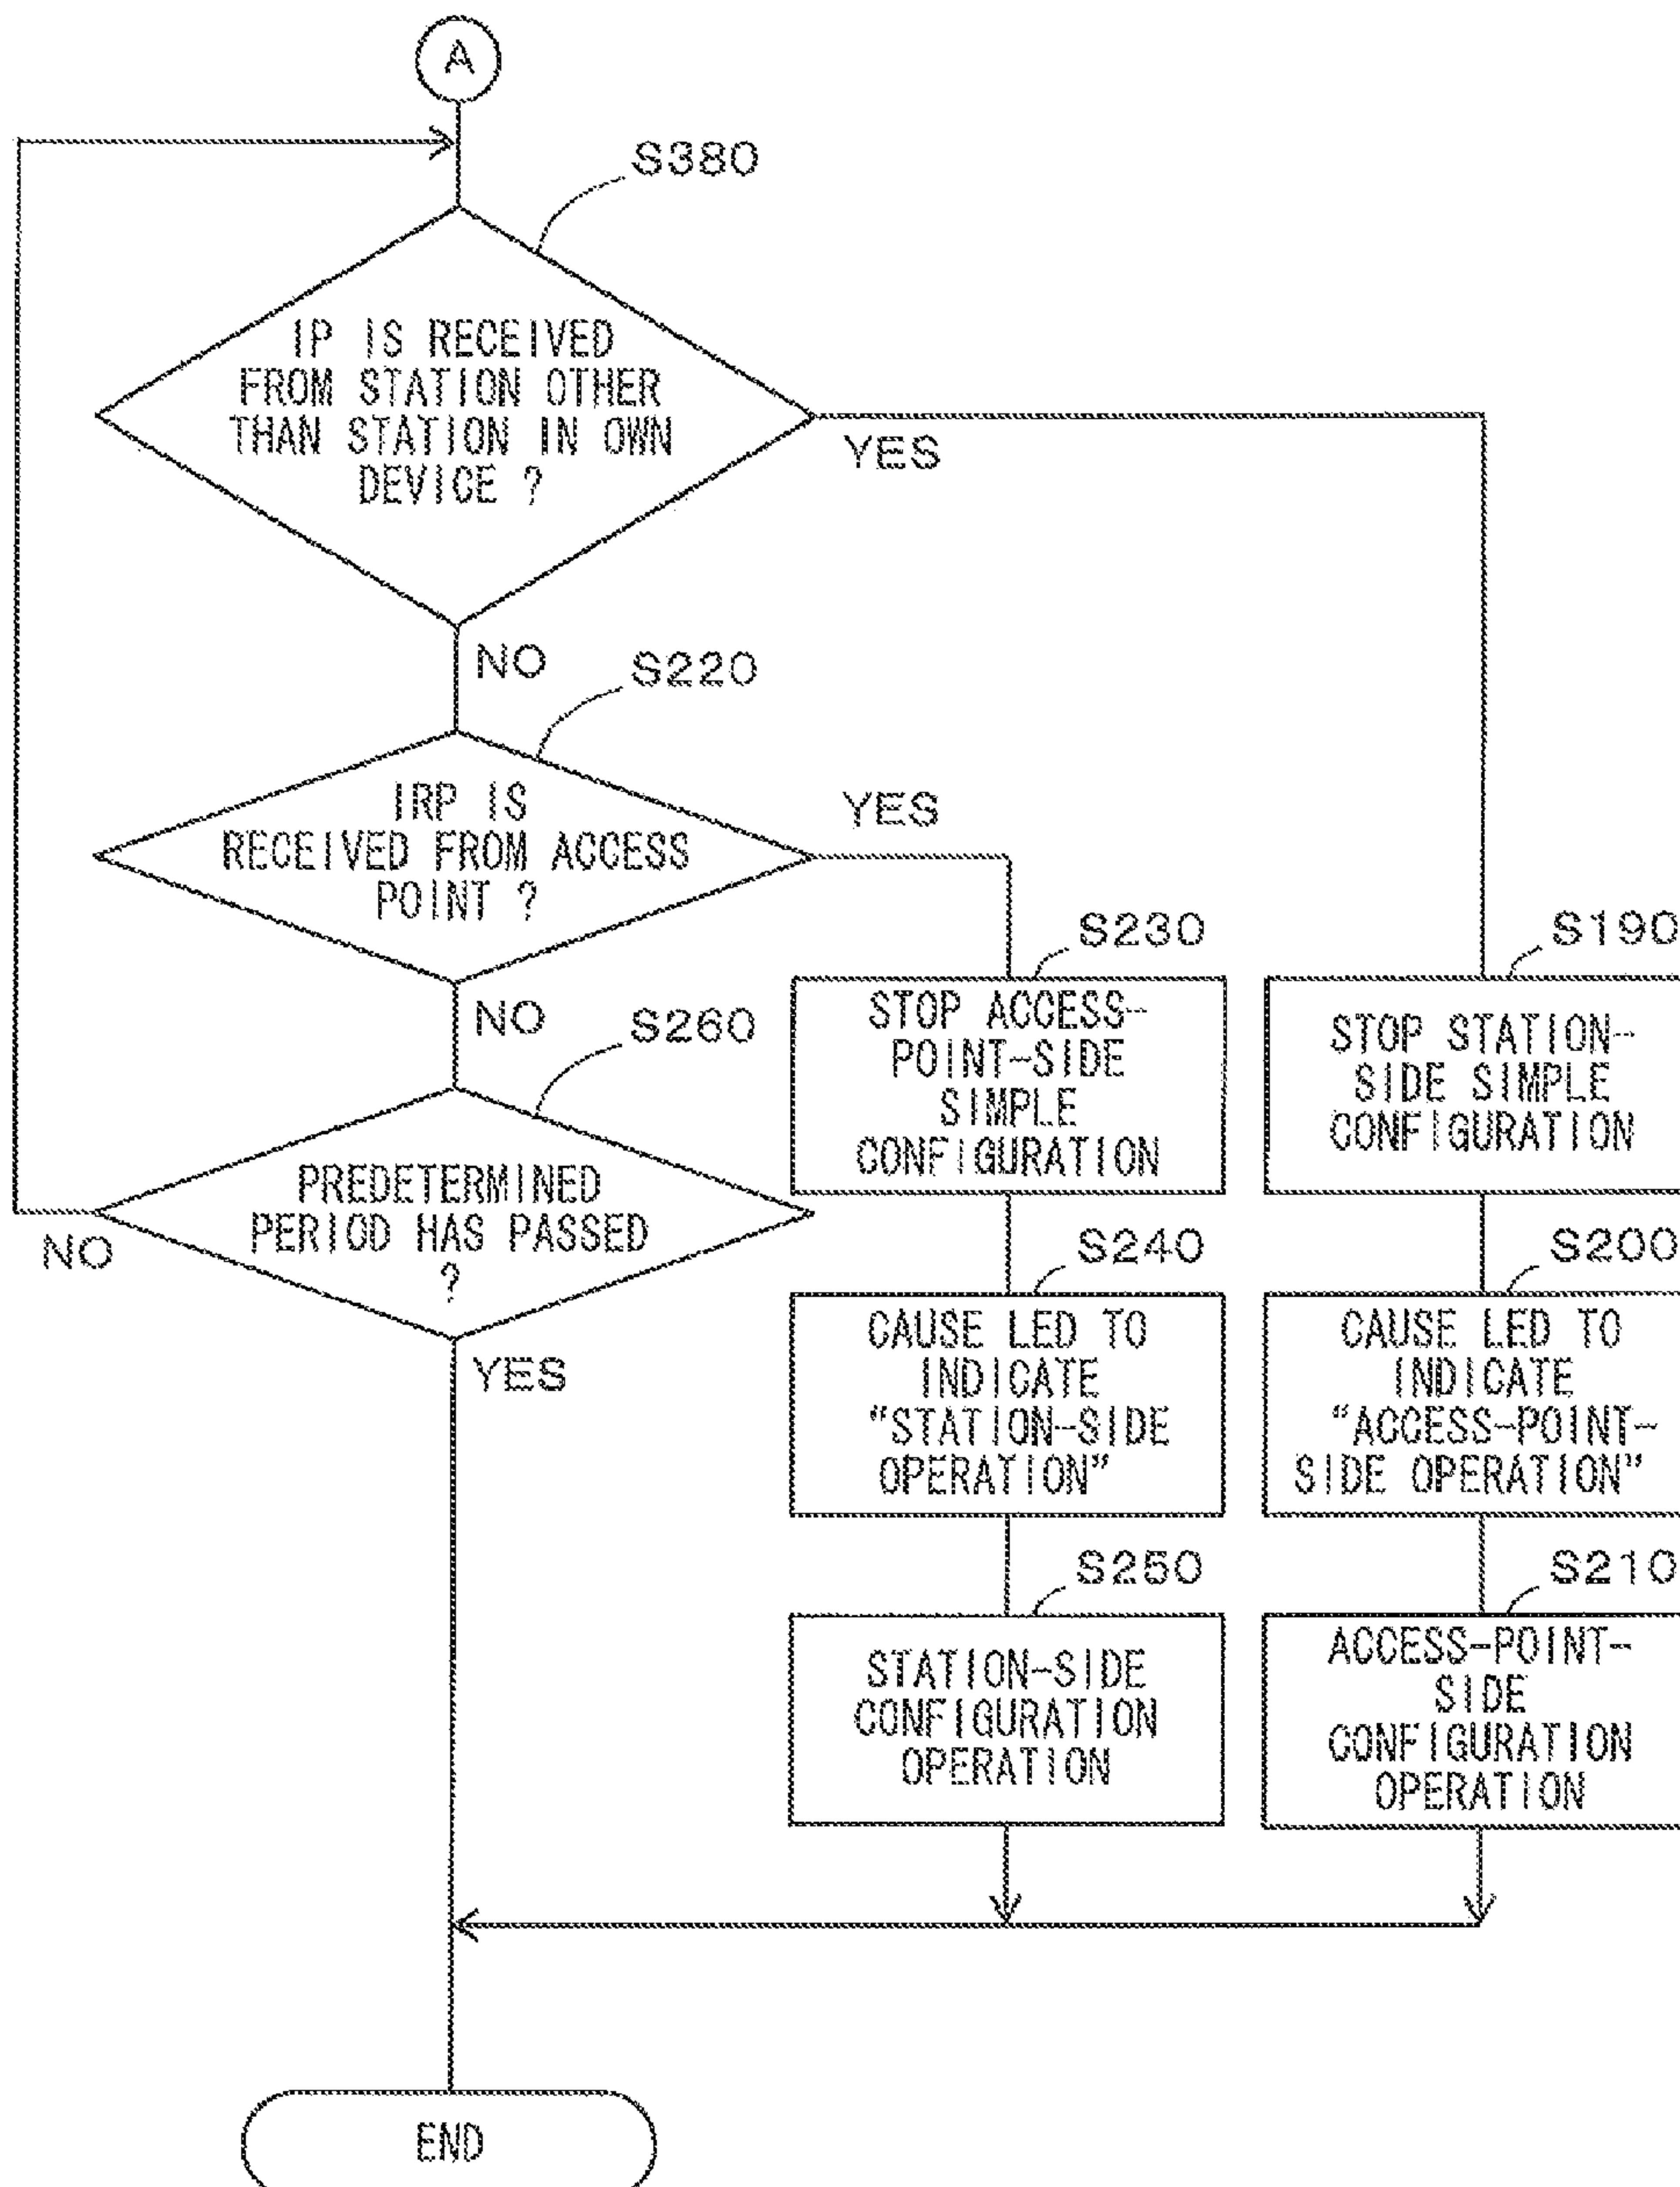 A
S380
IP IS RECEIVED
FROM STATION OTHER
THAN STATION IN OWN
DEVICE ?
YES
NO
S220
IRP IS
RECEIVED FROM ACCESS
POINT ?
YES
NO
S260
PREDETERMINED
PERIOD HAS PASSED
?
NO
YES
S230
STOP ACCESS-
POINT-SIDE
SIMPLE
CONFIGURATION
S190
STOP STATION-
SIDE SIMPLE
CONFIGURATION
S240
CAUSE LED TO
INDICATE
"STATION-SIDE
OPERATION"
S200
CAUSE LED TO
INDICATE
"ACCESS-POINT-
SIDE OPERATION"
S250
STATION-SIDE
CONFIGURATION
OPERATION
S210
ACCESS-POINT-
SIDE
CONFIGURATION
OPERATION
END